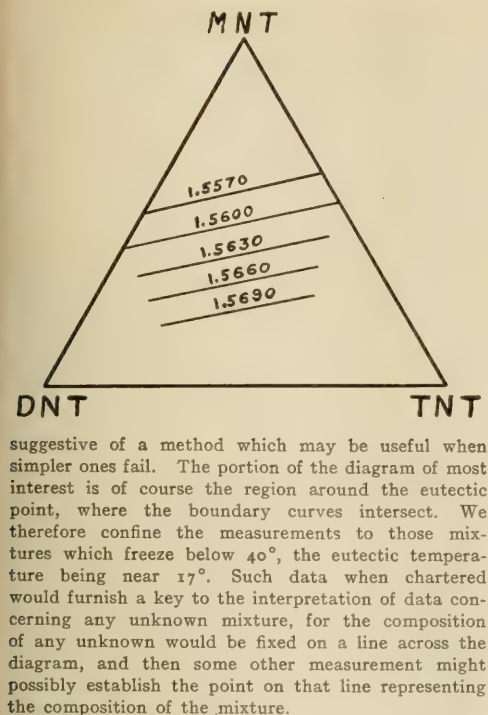 MNT
1.5570
1.5600
1.5630
1.5660
1.5690
DNT TNT
suggestive of a method which may be useful when
simpler ones fail. The portion of the diagram of most
interest is of course the region around the eutectic
point, where the boundary curves intersect. We
therefore confine the measurements to those mix-
tures which freeze below 40°, the eutectic tempera-
ture being near 17°. Such data when chartered
would furnish a key to the interpretation of data con-
cerning any unknown mixture, for the composition
of any unknown would be fixed on a line across the
diagram, and then some other measurement might
possibly establish the point on that line representing
the composition of the mixture.